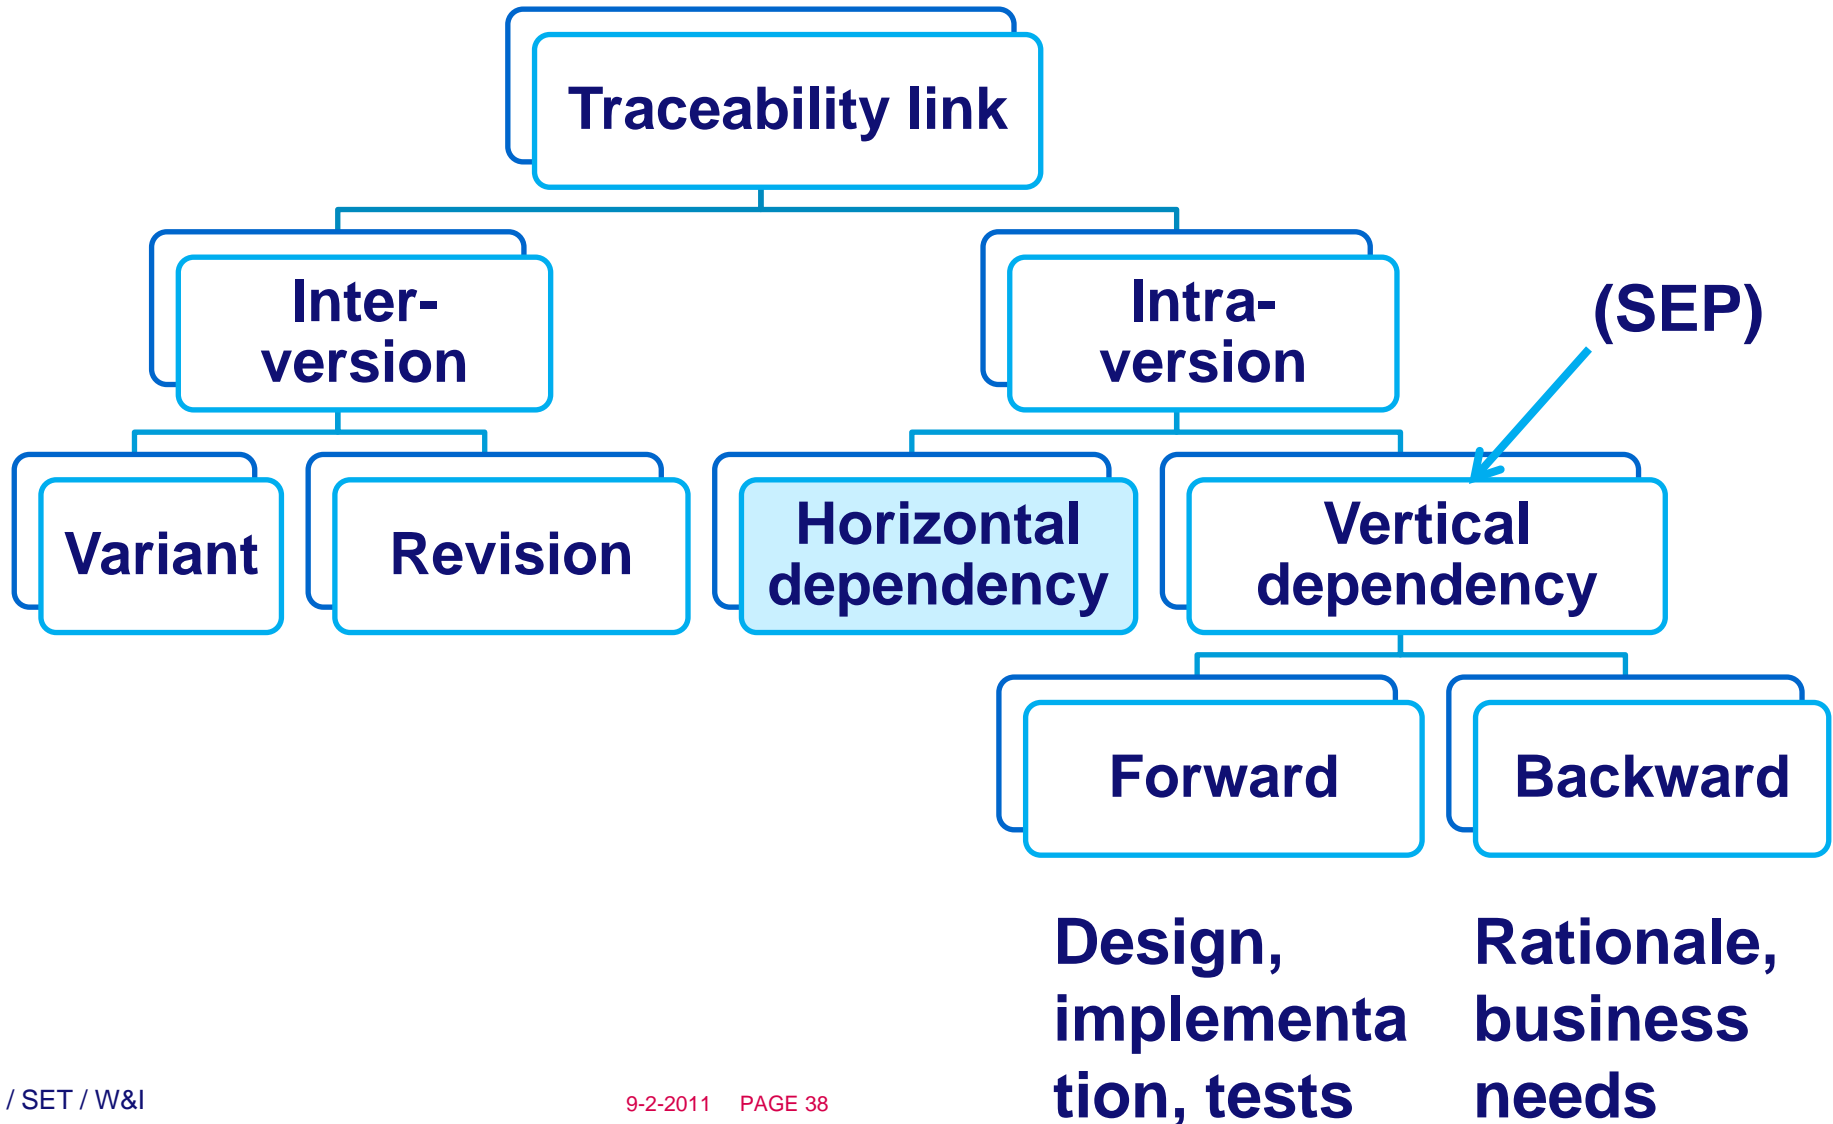 Traceability link
Inter-
version
Intra-
version
(SEP)
Variant
Revision
Horizontal
dependency
Vertical
dependency
Forward
Backward
Design,
implementa
tion, tests
Rationale,
business
needs
/ SET / W&I
9-2-2011 PAGE 38